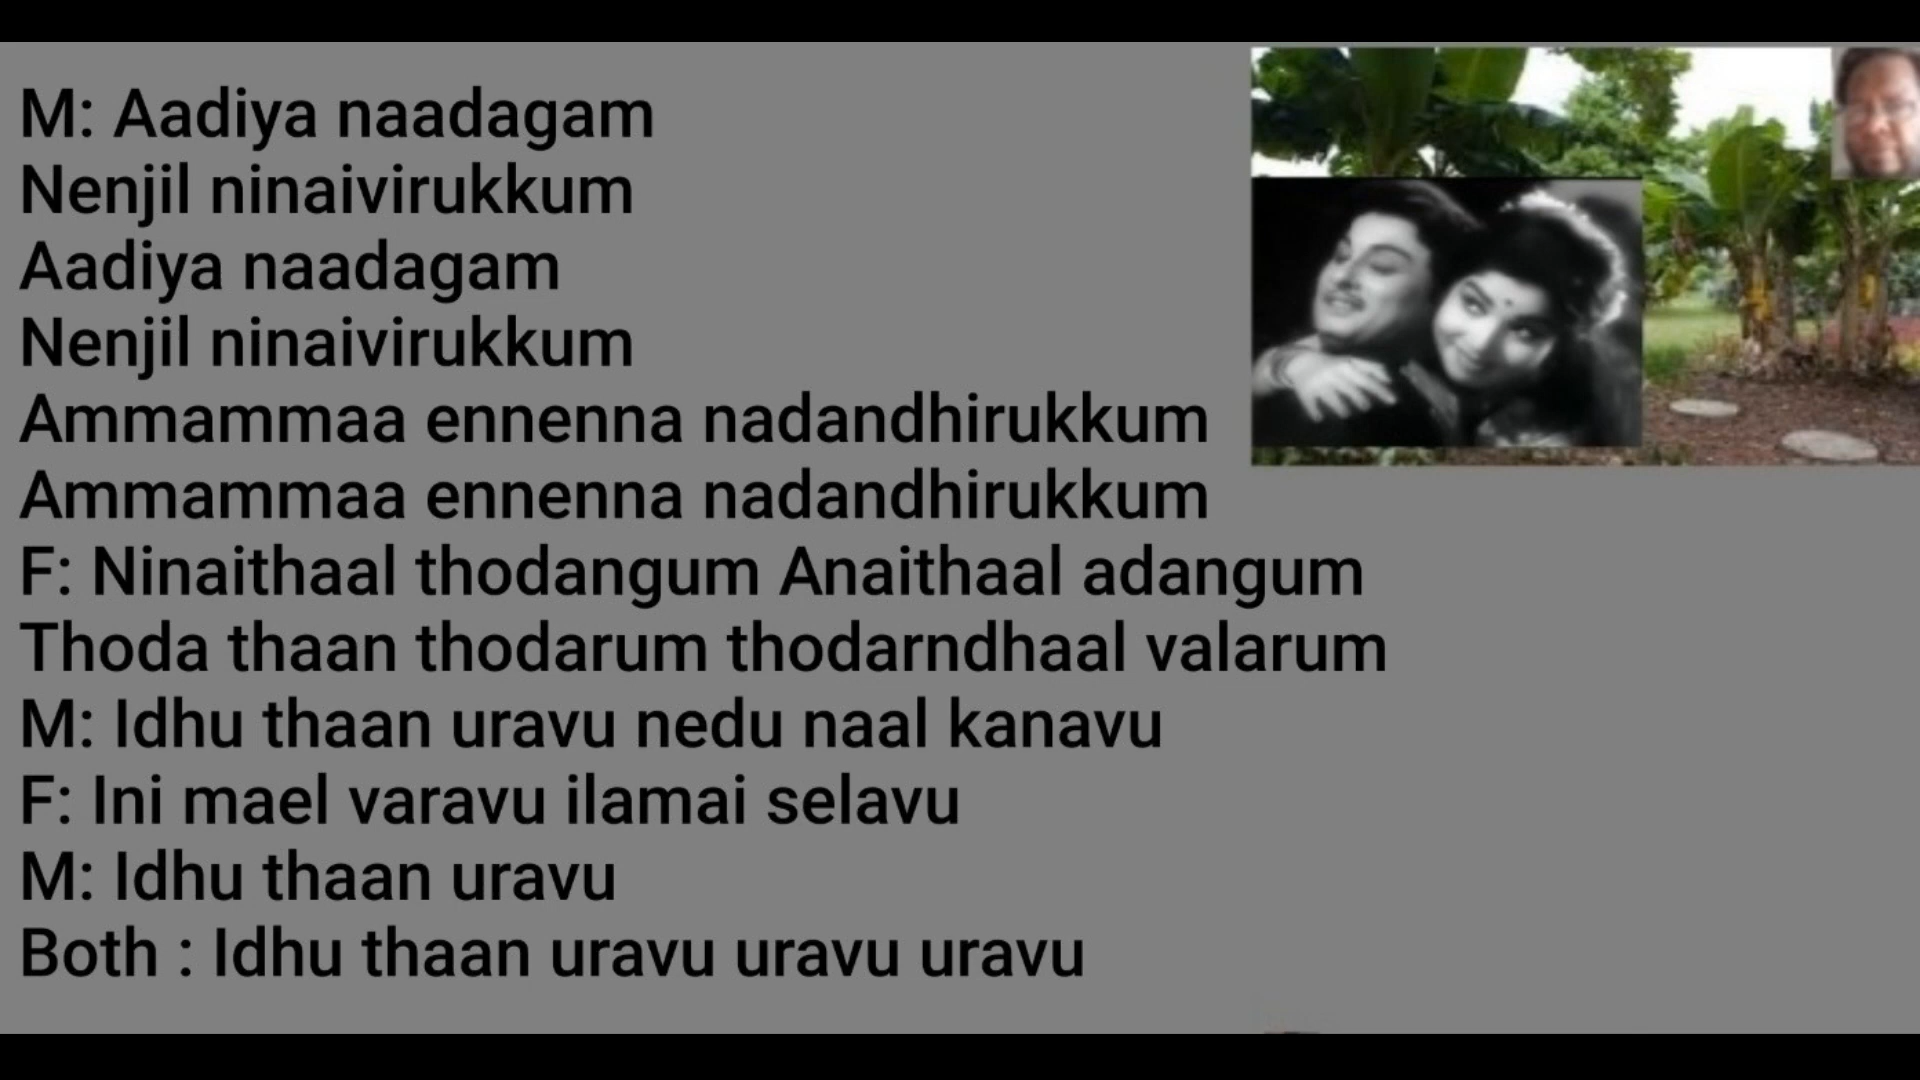 M: Aadiya naadagam
Nenjil ninaivirukkum
Aadiya naadagam
Nenjil ninaivirukkum
Ammammaa ennenna nadandhirukkum
Ammammaa ennenna nadandhirukkum
F: Ninaithaal thodangum Anaithaal adangum
Thoda thaan thodarum thodarndhaal valarum
M: Idhu thaan uravu nedu naal kanavu
F: Ini mael varavu ilamai selavu
M: Idhu thaan uravu
Both : Idhu thaan uravu uravu uravu